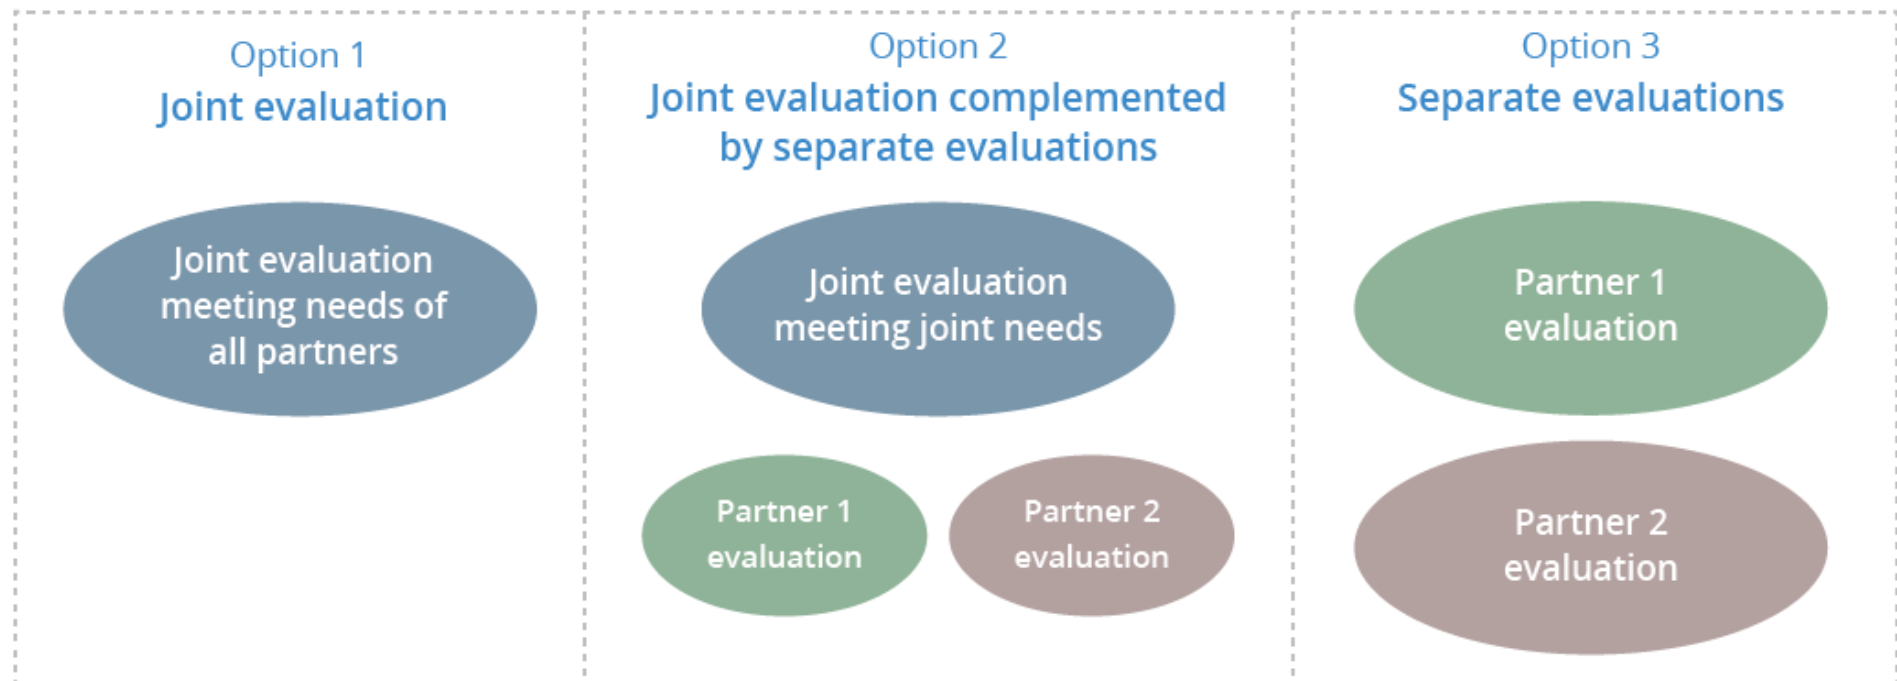 Option 1
Joint evaluation
Joint evaluation
meeting needs of
all partners
Option 2
Joint evaluation complemented
by separate evaluations
Joint evaluation
meeting joint needs
Partner 1
evaluation
Partner 2
evaluation
Option 3
Separate evaluations
Partner 1
evaluation
Partner 2
evaluation